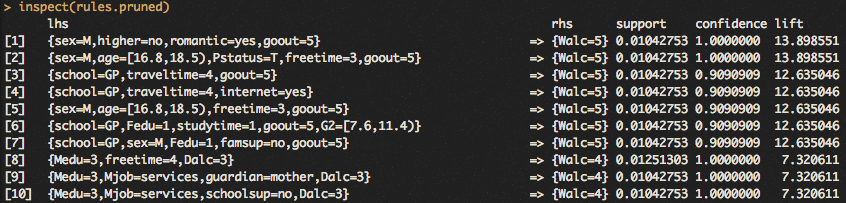 > inspect(rules.pruned)
lhs rhs support confidence lift
[1] {sex=M,higher=no,romantic=yes,goout=5} => {Walc=5} 0.01042753 1.0000000 13.898551
[2] {sex=M,age=[16.8,18.5),Pstatus=T,freetime=3,goout=5} => {Walc=5} 0.01042753 1.0000000 13.898551
[3] {school=GP,traveltime=4,goout=5} => {Walc=5} 0.01042753 0.9090909 12.635046
[4] {school=GP,traveltime=4,internet=yes} => {Walc=5} 0.01042753 0.9090909 12.635046
[5] {sex=M,age=[16.8,18.5),freetime=3,goout=5} => {Walc=5} 0.01042753 0.9090909 12.635046
[6] {school=GP,Fedu=1,studytime=1,goout=5,G2=[7.6,11.4)} => {Walc=5} 0.01042753 0.9090909 12.635046
[7] {school=GP,sex=M,Fedu=1,famsup=no,goout=5} => {Walc=5} 0.01042753 0.9090909 12.635046
[8] {Medu=3,freetime=4,Dalc=3} => {Walc=4} 0.01251303 1.0000000 7.320611
[9] {Medu=3,Mjob=services,guardian=mother,Dalc=3} => {Walc=4} 0.01042753 1.0000000 7.320611
[10] {Medu=3,Mjob=services,schoolsup=no,Dalc=3} => {Walc=4} 0.01042753 1.0000000 7.320611